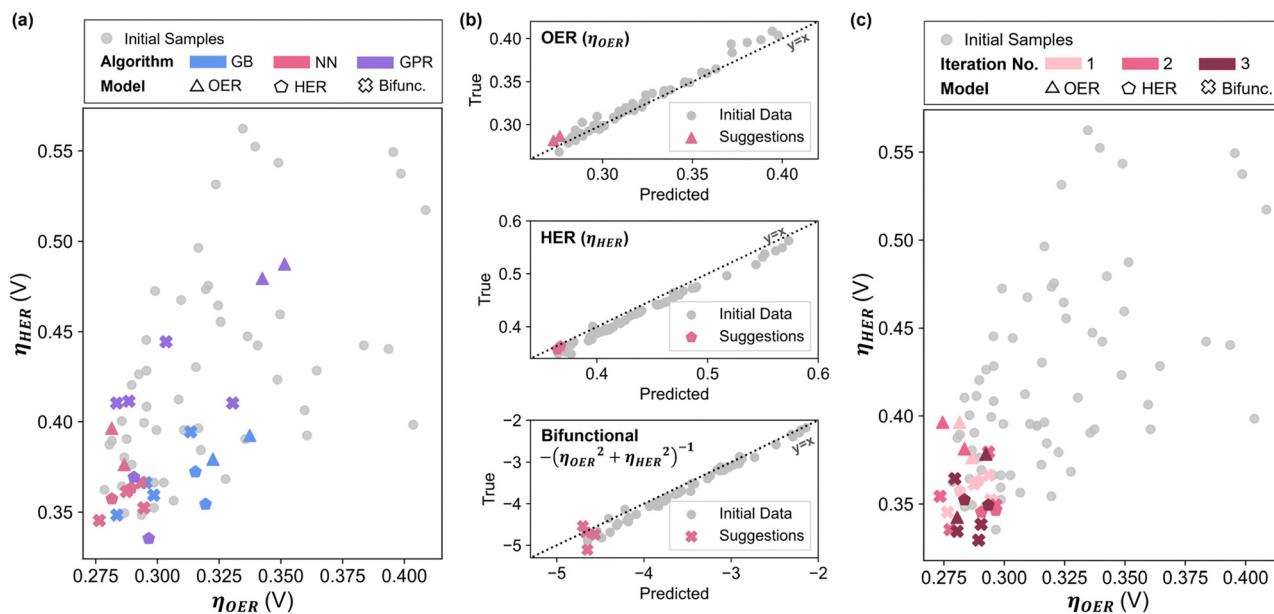 (a)
Initial Samples
Algorithm GB NN GPR
Model OER HER Bifunc.
0.55
0.50
0.45
0.40
0.35
η_HER (V)
0.275 0.300 0.325 0.350 0.375 0.400
η_OER (V)
(b)
OER (η_OER)
y=x
0.40
0.35
0.30
True
Initial Data
Suggestions
0.30 0.35 0.40
Predicted
HER (η_HER)
y=x
0.6
0.5
0.4
True
Initial Data
Suggestions
0.4 0.5 0.6
Predicted
Bifunctional
−(η_OER² + η_HER²)⁻¹
y=x
−2
−3
−4
−5
True
Initial Data
Suggestions
−5 −4 −3 −2
Predicted
(c)
Initial Samples
Iteration No. 1 2 3
Model OER HER Bifunc.
0.55
0.50
0.45
0.40
0.35
η_HER (V)
0.275 0.300 0.325 0.350 0.375 0.400
η_OER (V)